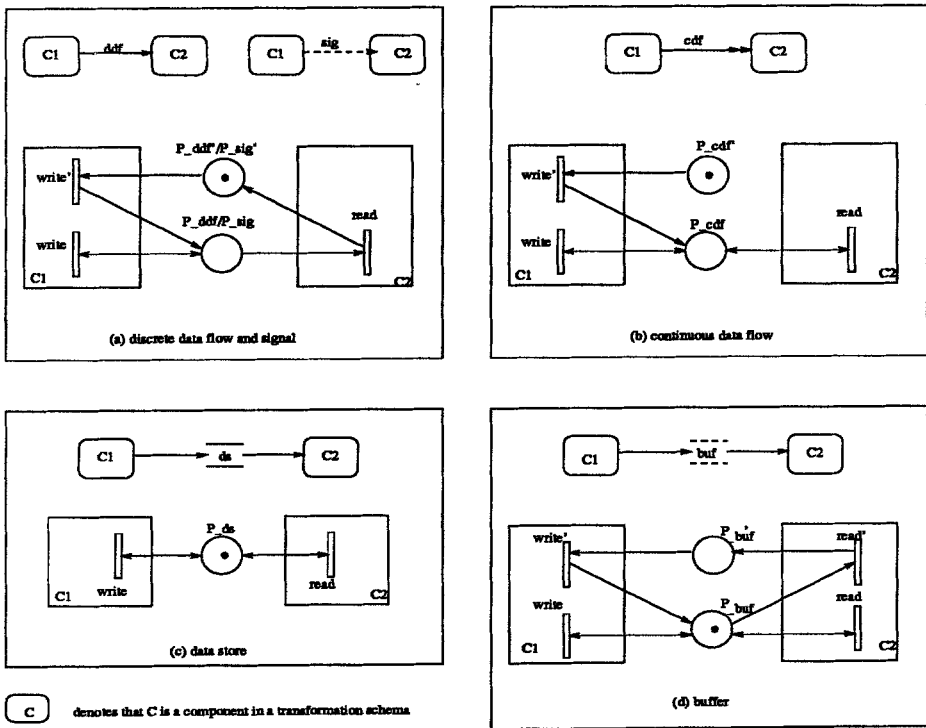 C1 ddf C2
C1 sig C2
P_ddf'/P_sig'
write'
read
P_ddf/P_sig
write
C1
C2
(a) discrete data flow and signal
cdf
C1 C2
P_cdf'
write'
read
P_cdf
write
C1
C2
(b) continuous data flow
C1 ds C2
P_ds
C1
write
read
C2
(c) data store
C1 buf C2
P_buf'
write'
read'
P_buf
write
read
C1
C2
(d) buffer
C denotes that C is a component in a transformation schema